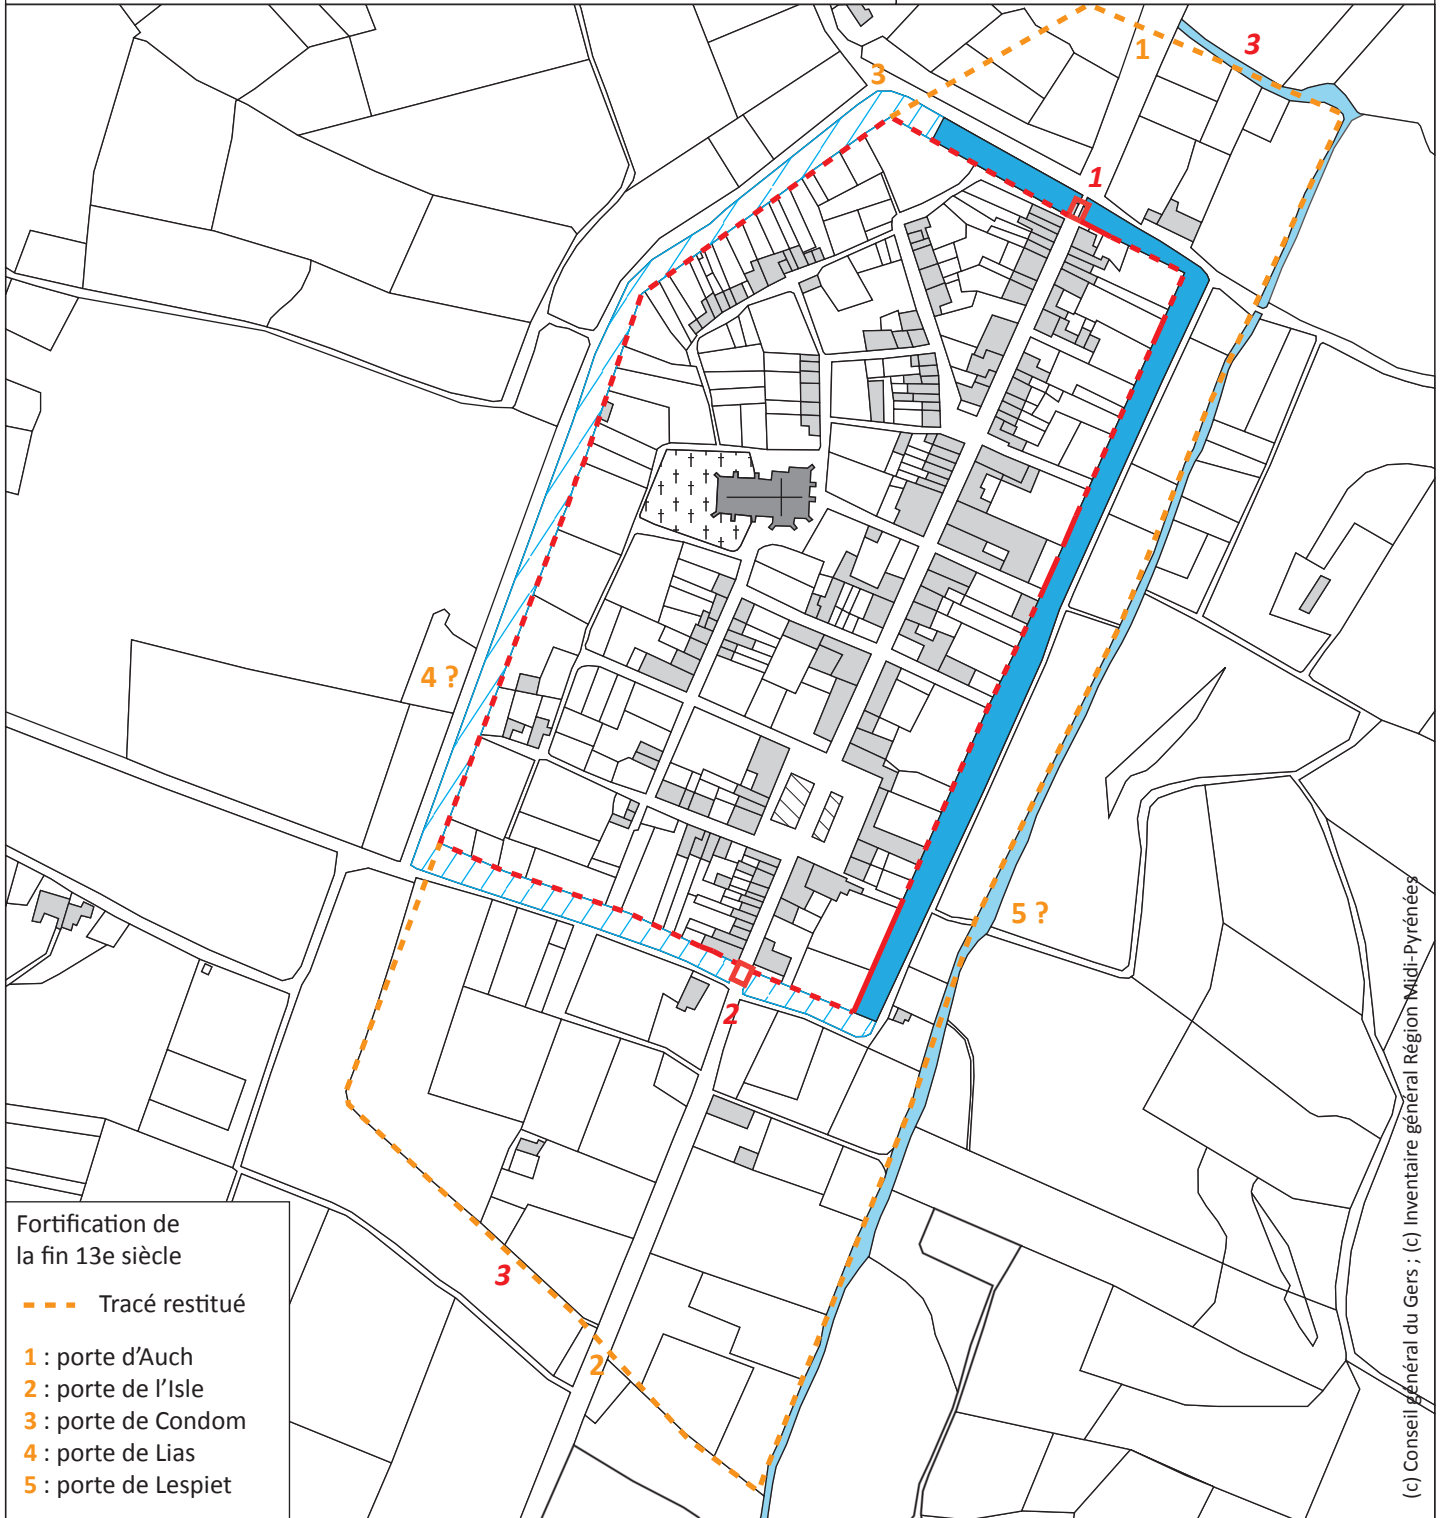 1
3
3
1
4 ?
5 ?
2
3
2
Fortification de
la fin 13e siècle
Tracé restitué
1 : porte d'Auch
2 : porte de l'Isle
3 : porte de Condom
4 : porte de Lias
5 : porte de Lespiet
(c) Conseil général du Gers ; (c) Inventaire général Région Midi-Pyrénées